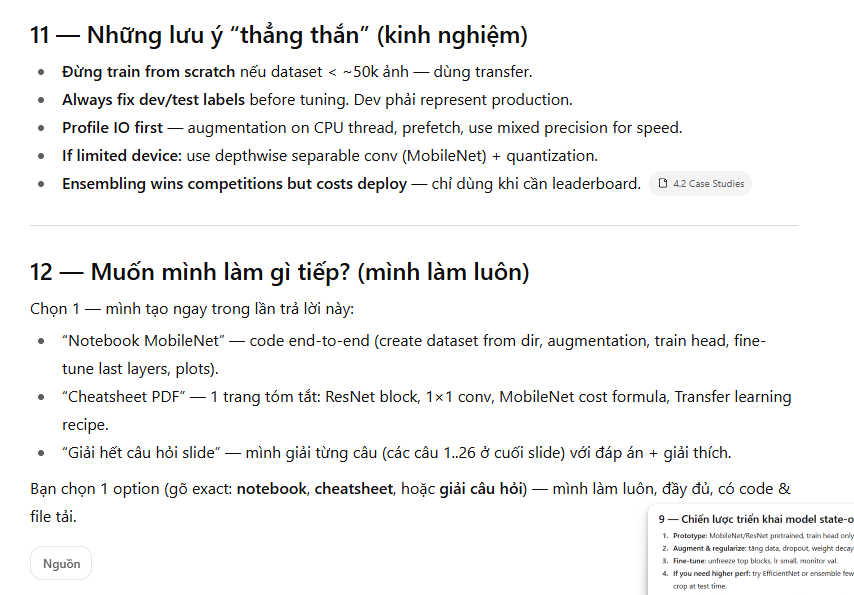 11 — Những lưu ý “thẳng thắn” (kinh nghiệm)
Đừng train from scratch nếu dataset < ~50k ảnh — dùng transfer.
Always fix dev/test labels before tuning. Dev phải represent production.
Profile IO first — augmentation on CPU thread, prefetch, use mixed precision for speed.
If limited device: use depthwise separable conv (MobileNet) + quantization.
Ensembling wins competitions but costs deploy — chỉ dùng khi cần leaderboard. 4.2 Case Studies
12 — Muốn mình làm gì tiếp? (mình làm luôn)
Chọn 1 — mình tạo ngay trong lần trả lời này:
“Notebook MobileNet” — code end-to-end (create dataset from dir, augmentation, train head, fine-
tune last layers, plots).
“Cheatsheet PDF” — 1 trang tóm tắt: ResNet block, 1×1 conv, MobileNet cost formula, Transfer learning
recipe.
“Giải hết câu hỏi slide” — mình giải từng câu (các câu 1..26 ở cuối slide) với đáp án + giải thích.
Bạn chọn 1 option (gõ exact: notebook, cheatsheet, hoặc giải câu hỏi) — mình làm luôn, đầy đủ, có code &
file tải.
Nguồn
9 — Chiến lược triển khai model state-o
1. Prototype: MobileNet/ResNet pretrained, train head only
2. Augment & regularize: tăng data, dropout, weight decay
3. Fine-tune: unfreeze top blocks, lr small, monitor val.
4. If you need higher perf: try EfficientNet or ensemble few
crop at test time.